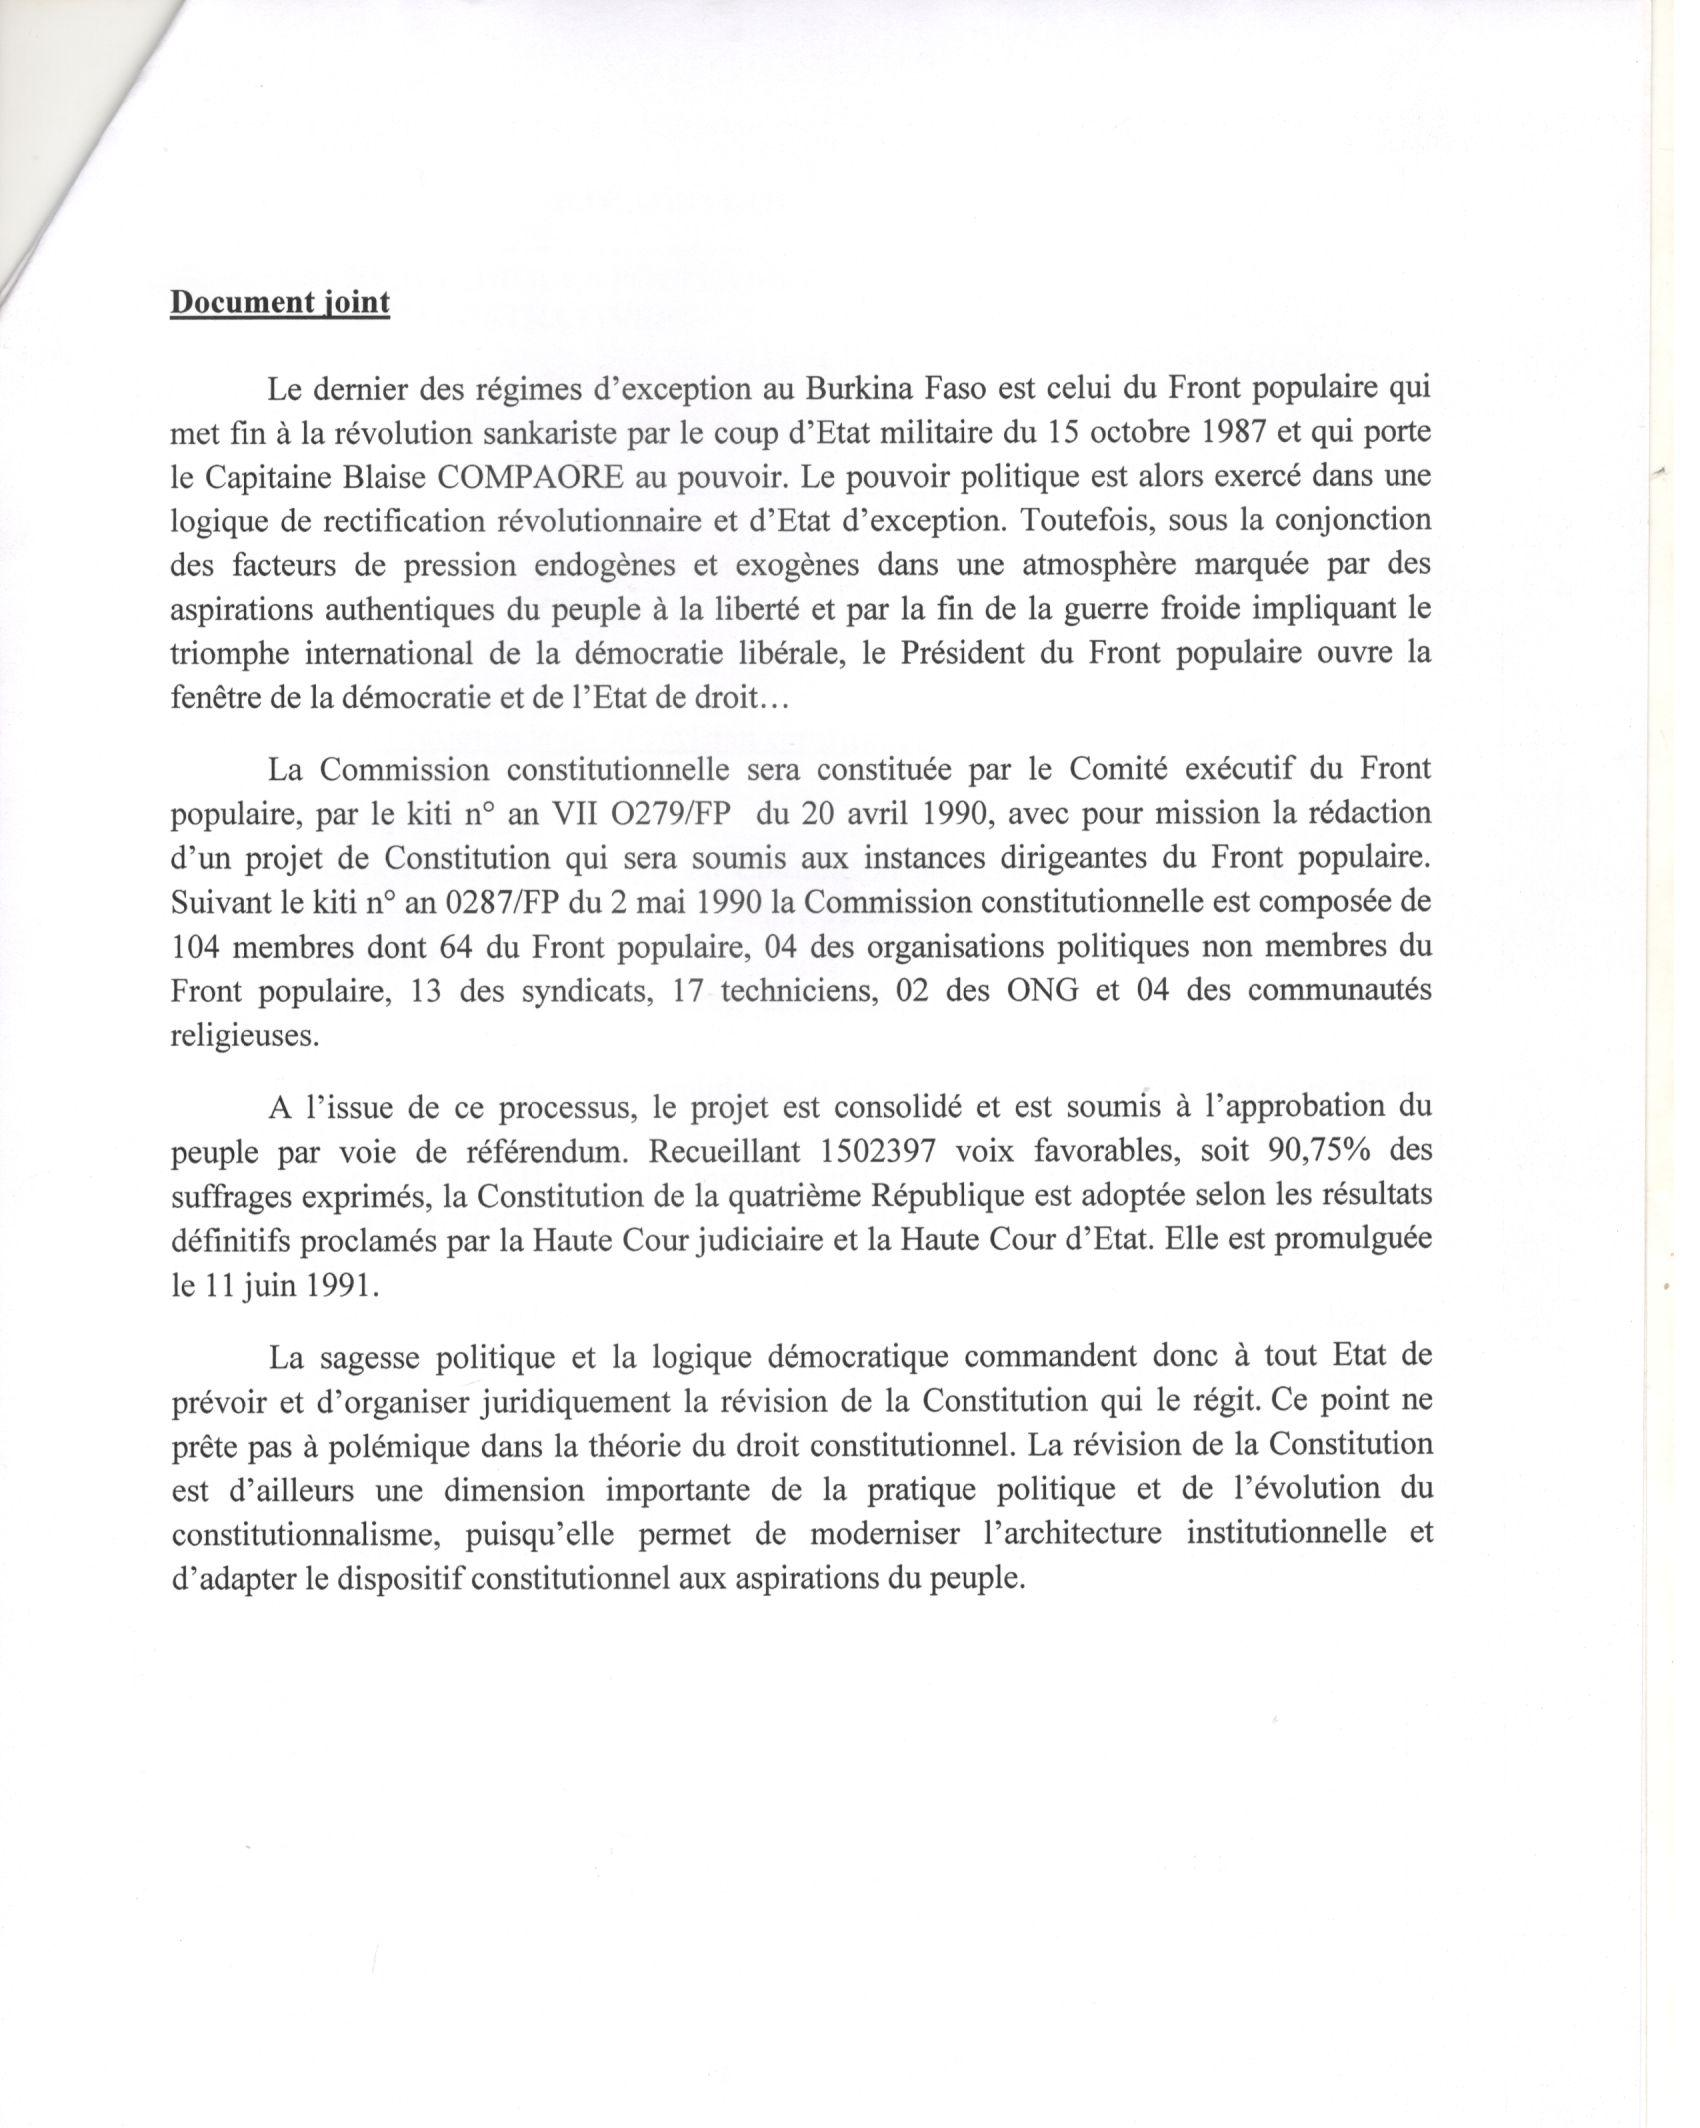 Document joint
Le dernier des régimes d’exception au Burkina Faso est celui du Front populaire qui
met fin à la révolution sankariste par le coup d’Etat militaire du 15 octobre 1987 et qui porte
le Capitaine Blaise COMPAORE au pouvoir. Le pouvoir politique est alors exercé dans une
logique de rectification révolutionnaire et d’Etat d’exception. Toutefois, sous la conjonction
des facteurs de pression endogènes et exogènes dans une atmosphère marquée par des
aspirations authentiques du peuple à la liberté et par la fin de la guerre froide impliquant le
triomphe international de la démocratie libérale, le Président du Front populaire ouvre la
fenêtre de la démocratie et de l’Etat de droit…
La Commission constitutionnelle sera constituée par le Comité exécutif du Front
populaire, par le kiti n° an VII O279/FP du 20 avril 1990, avec pour mission la rédaction
d’un projet de Constitution qui sera soumis aux instances dirigeantes du Front populaire.
Suivant le kiti n° an 0287/FP du 2 mai 1990 la Commission constitutionnelle est composée de
104 membres dont 64 du Front populaire, 04 des organisations politiques non membres du
Front populaire, 13 des syndicats, 17 techniciens, 02 des ONG et 04 des communautés
religieuses.
A l’issue de ce processus, le projet est consolidé et est soumis à l’approbation du
peuple par voie de référendum. Recueillant 1502397 voix favorables, soit 90,75% des
suffrages exprimés, la Constitution de la quatrième République est adoptée selon les résultats
définitifs proclamés par la Haute Cour judiciaire et la Haute Cour d’Etat. Elle est promulguée
le 11 juin 1991.
La sagesse politique et la logique démocratique commandent donc à tout Etat de
prévoir et d’organiser juridiquement la révision de la Constitution qui le régit. Ce point ne
prête pas à polémique dans la théorie du droit constitutionnel. La révision de la Constitution
est d’ailleurs une dimension importante de la pratique politique et de l’évolution du
constitutionnalisme, puisqu’elle permet de moderniser l’architecture institutionnelle et
d’adapter le dispositif constitutionnel aux aspirations du peuple.